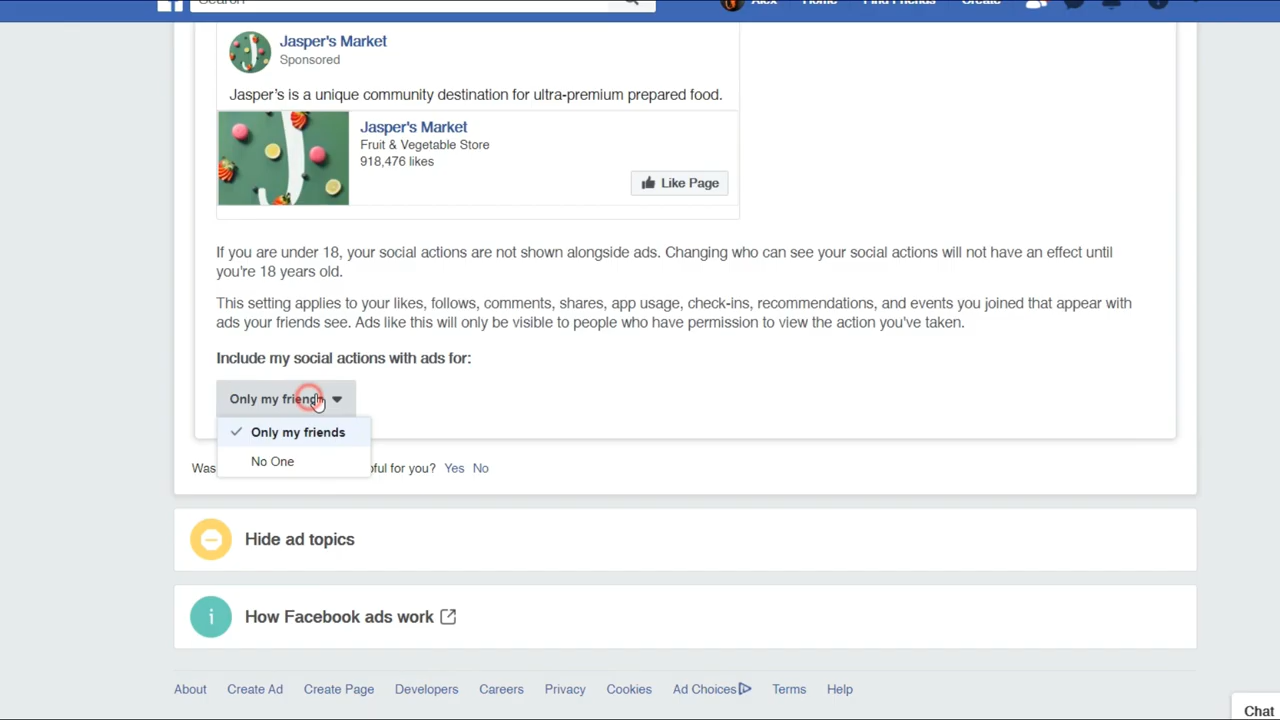 Search
Alex
Home
Find Friends
Create
Jasper's Market
Sponsored
Jasper's is a unique community destination for ultra-premium prepared food.
Jasper's Market
Fruit & Vegetable Store
918,476 likes
Like Page
If you are under 18, your social actions are not shown alongside ads. Changing who can see your social actions will not have an effect until
you're 18 years old.
This setting applies to your likes, follows, comments, shares, app usage, check-ins, recommendations, and events you joined that appear with
ads your friends see. Ads like this will only be visible to people who have permission to view the action you've taken.
Include my social actions with ads for:
Only my friends
Only my friends
No One
Was
pful for you? Yes No
Hide ad topics
How Facebook ads work
About Create Ad Create Page Developers Careers Privacy Cookies Ad Choices Terms Help
Chat